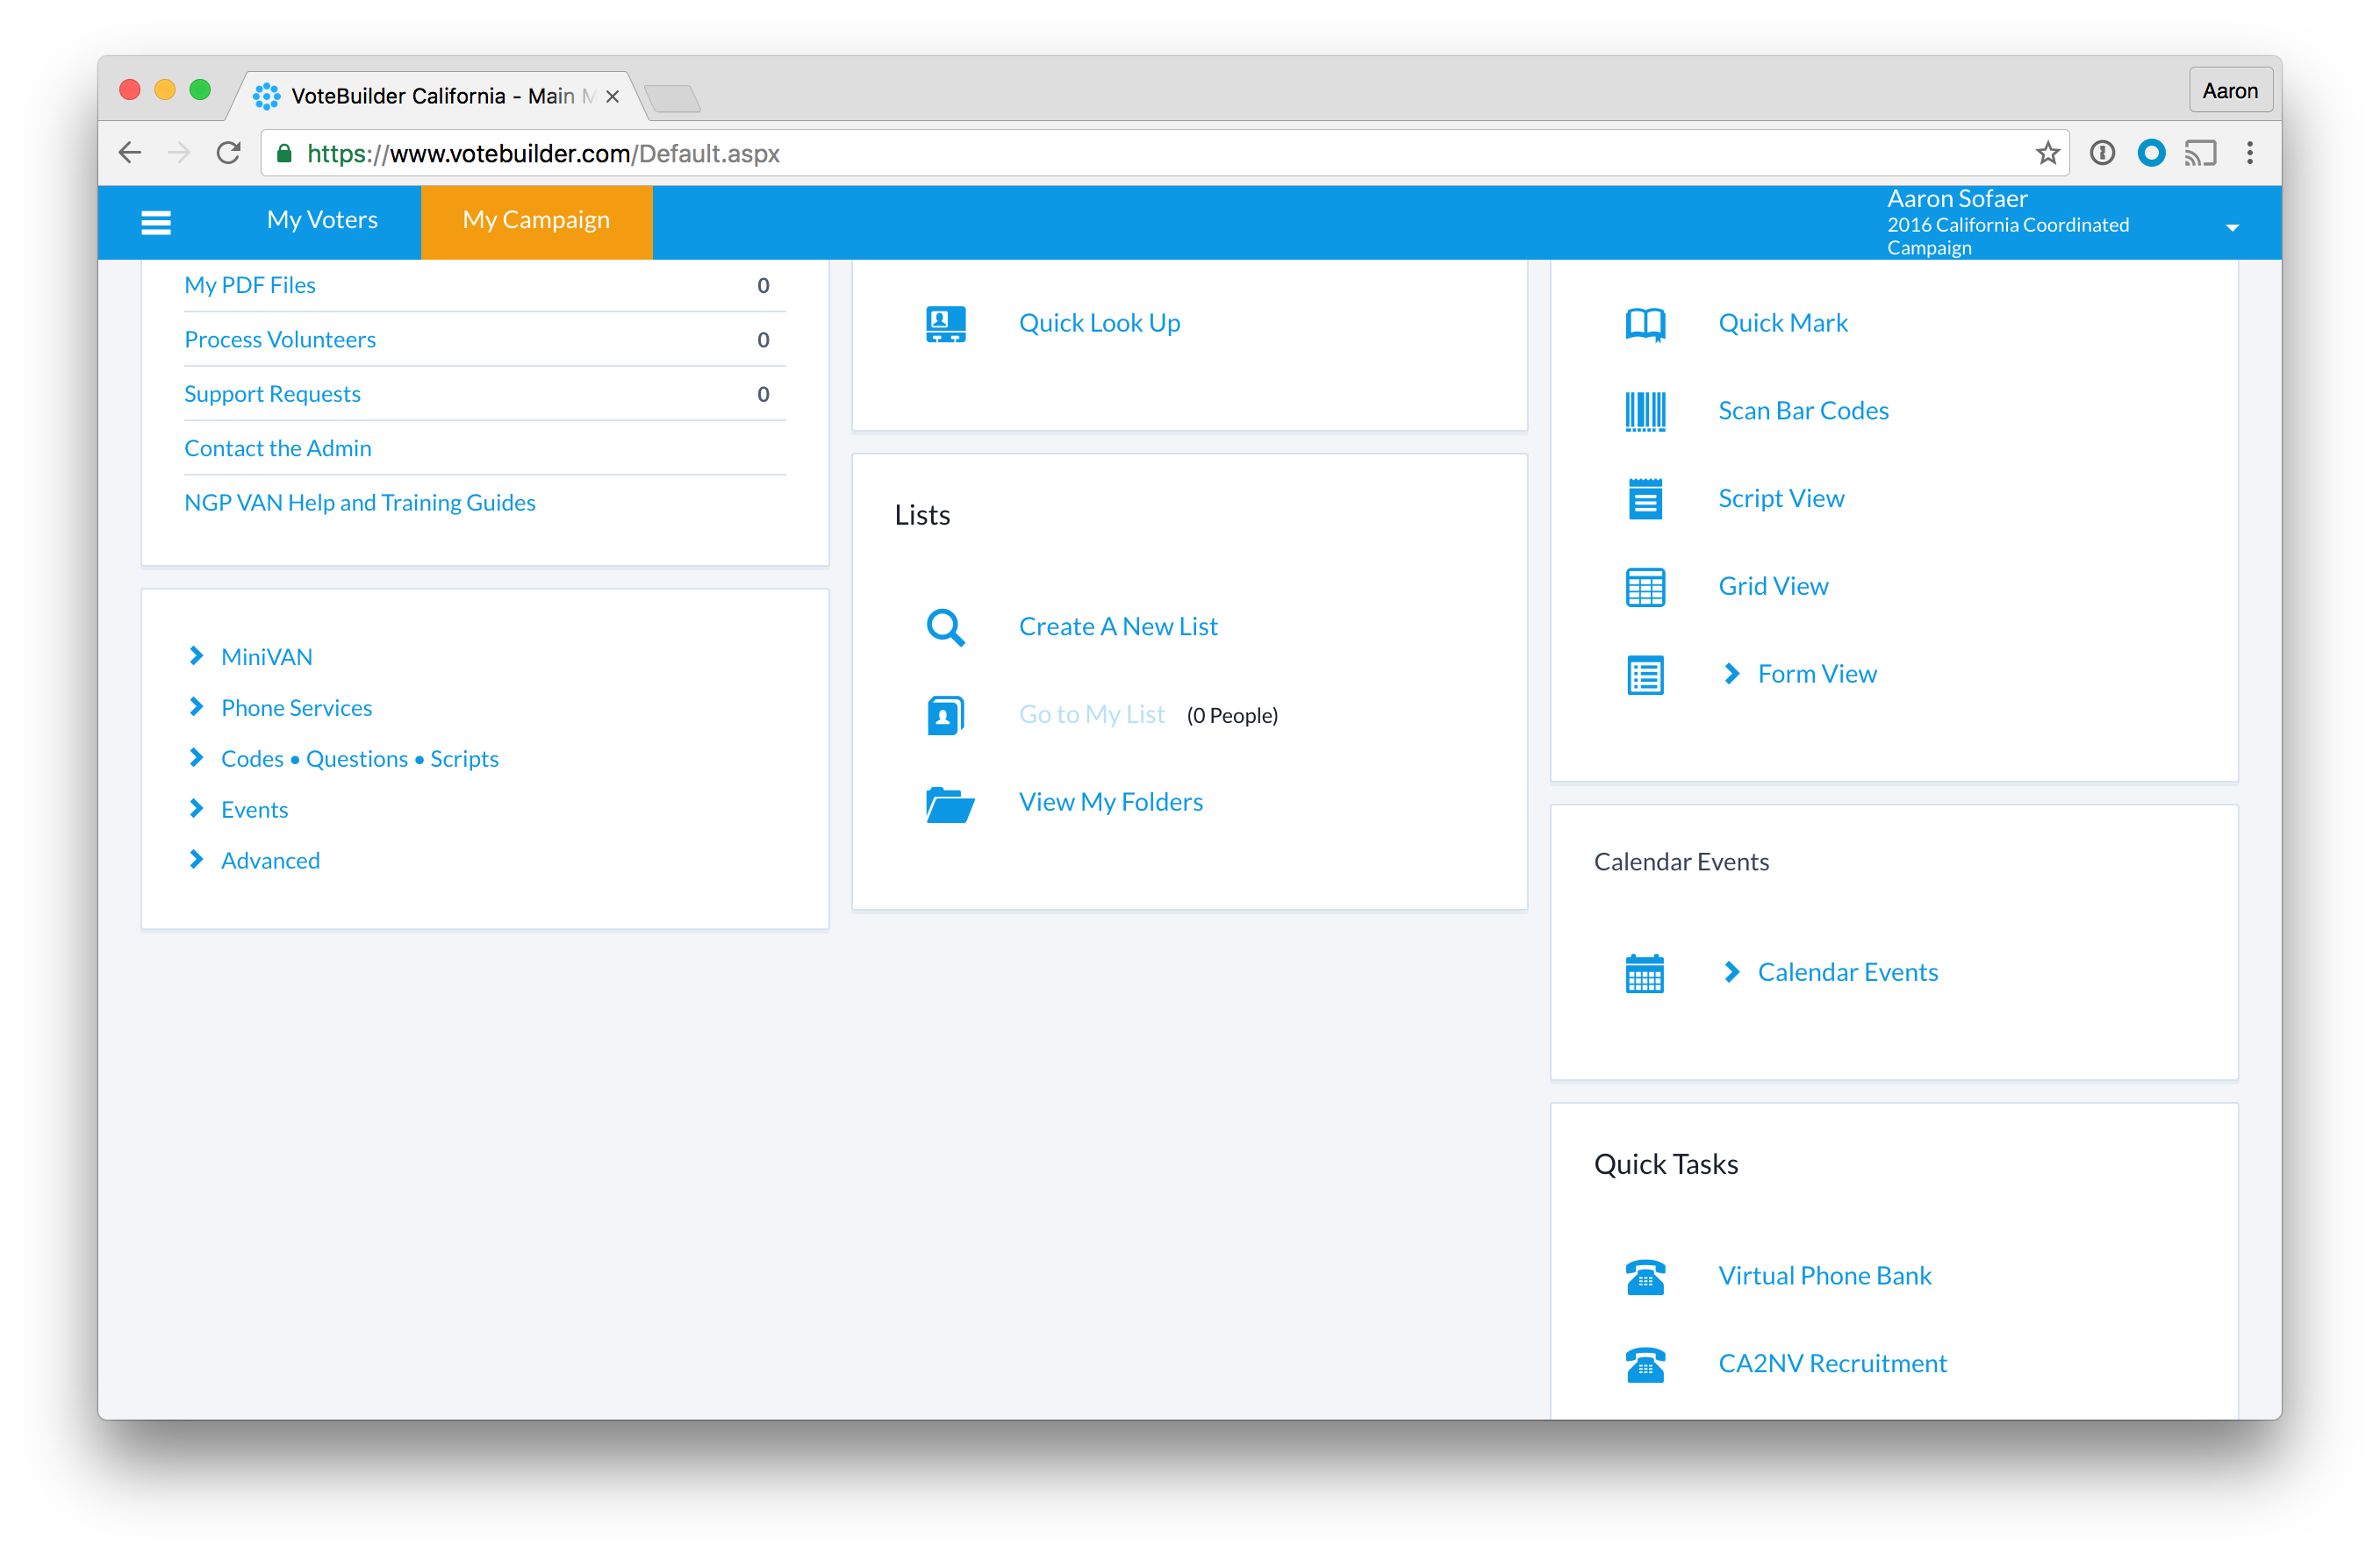 VoteBuilder California - Main M
Aaron
https://www.votebuilder.com/Default.aspx
My Voters
My Campaign
Aaron Sofaer
2016 California Coordinated
Campaign
My PDF Files 0
Process Volunteers 0
Support Requests 0
Contact the Admin
NGP VAN Help and Training Guides
MiniVAN
Phone Services
Codes • Questions • Scripts
Events
Advanced
Quick Look Up
Lists
Create A New List
Go to My List (0 People)
View My Folders
Quick Mark
Scan Bar Codes
Script View
Grid View
Form View
Calendar Events
Calendar Events
Quick Tasks
Virtual Phone Bank
CA2NV Recruitment